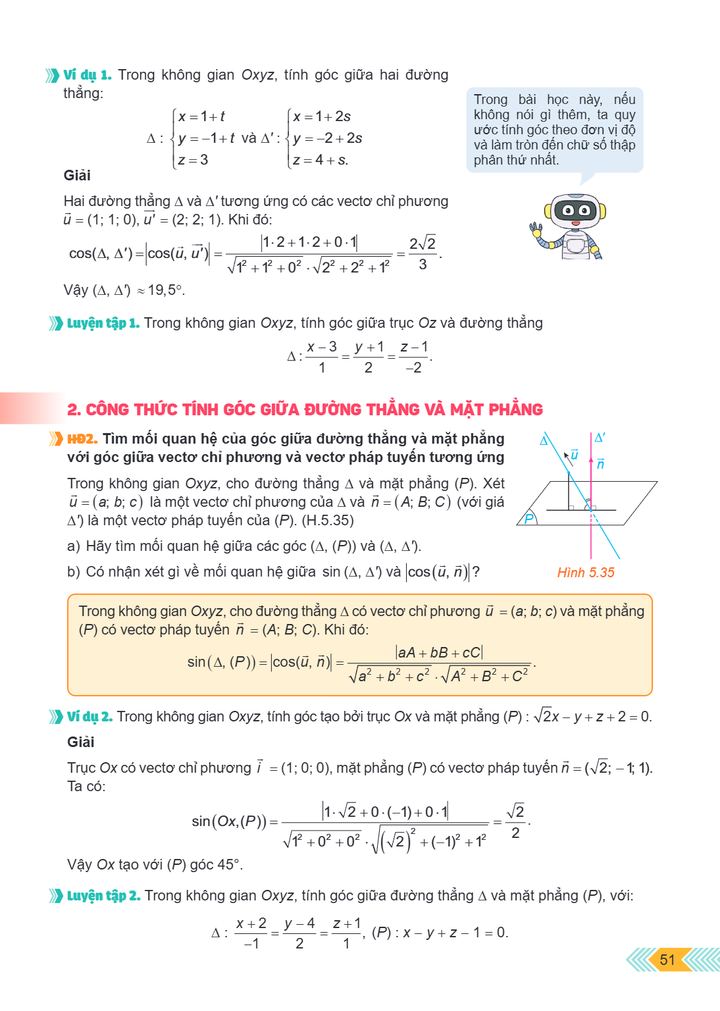 Ví dụ 1. Trong không gian Oxyz, tính góc giữa hai đường
thẳng:
Δ : { x = 1 + t; y = −1 + t; z = 3 và Δ′ : { x = 1 + 2s; y = −2 + 2s; z = 4 + s.
Trong bài học này, nếu
không nói gì thêm, ta quy
ước tính góc theo đơn vị độ
và làm tròn đến chữ số thập
phân thứ nhất.
Giải
Hai đường thẳng Δ và Δ′ tương ứng có các vectơ chỉ phương
u⃗ = (1; 1; 0), u⃗′ = (2; 2; 1). Khi đó:
cos(Δ, Δ′) = |cos(u⃗, u⃗′)| = |1·2 + 1·2 + 0·1| / (√(1² + 1² + 0²) · √(2² + 2² + 1²)) = 2√2 / 3.
Vậy (Δ, Δ′) ≈ 19,5°.
Luyện tập 1. Trong không gian Oxyz, tính góc giữa trục Oz và đường thẳng
Δ : (x − 3)/1 = (y + 1)/2 = (z − 1)/−2.
2. CÔNG THỨC TÍNH GÓC GIỮA ĐƯỜNG THẲNG VÀ MẶT PHẲNG
HĐ2. Tìm mối quan hệ của góc giữa đường thẳng và mặt phẳng
với góc giữa vectơ chỉ phương và vectơ pháp tuyến tương ứng
Trong không gian Oxyz, cho đường thẳng Δ và mặt phẳng (P). Xét
u⃗ = (a; b; c) là một vectơ chỉ phương của Δ và n⃗ = (A; B; C) (với giá
Δ′) là một vectơ pháp tuyến của (P). (H.5.35)
a) Hãy tìm mối quan hệ giữa các góc (Δ, (P)) và (Δ, Δ′).
b) Có nhận xét gì về mối quan hệ giữa sin (Δ, Δ′) và |cos(u⃗, n⃗)| ?
Δ
Δ′
u⃗
n⃗
P
Hình 5.35
Trong không gian Oxyz, cho đường thẳng Δ có vectơ chỉ phương u⃗ = (a; b; c) và mặt phẳng
(P) có vectơ pháp tuyến n⃗ = (A; B; C). Khi đó:
sin(Δ, (P)) = |cos(u⃗, n⃗)| = |aA + bB + cC| / (√(a² + b² + c²) · √(A² + B² + C²)).
Ví dụ 2. Trong không gian Oxyz, tính góc tạo bởi trục Ox và mặt phẳng (P) : √2x − y + z + 2 = 0.
Giải
Trục Ox có vectơ chỉ phương i⃗ = (1; 0; 0), mặt phẳng (P) có vectơ pháp tuyến n⃗ = (√2; −1; 1).
Ta có:
sin(Ox,(P)) = |1·√2 + 0·(−1) + 0·1| / (√(1² + 0² + 0²) · √((√2)² + (−1)² + 1²)) = √2 / 2.
Vậy Ox tạo với (P) góc 45°.
Luyện tập 2. Trong không gian Oxyz, tính góc giữa đường thẳng Δ và mặt phẳng (P), với:
Δ : (x + 2)/−1 = (y − 4)/2 = (z + 1)/1, (P) : x − y + z − 1 = 0.
51